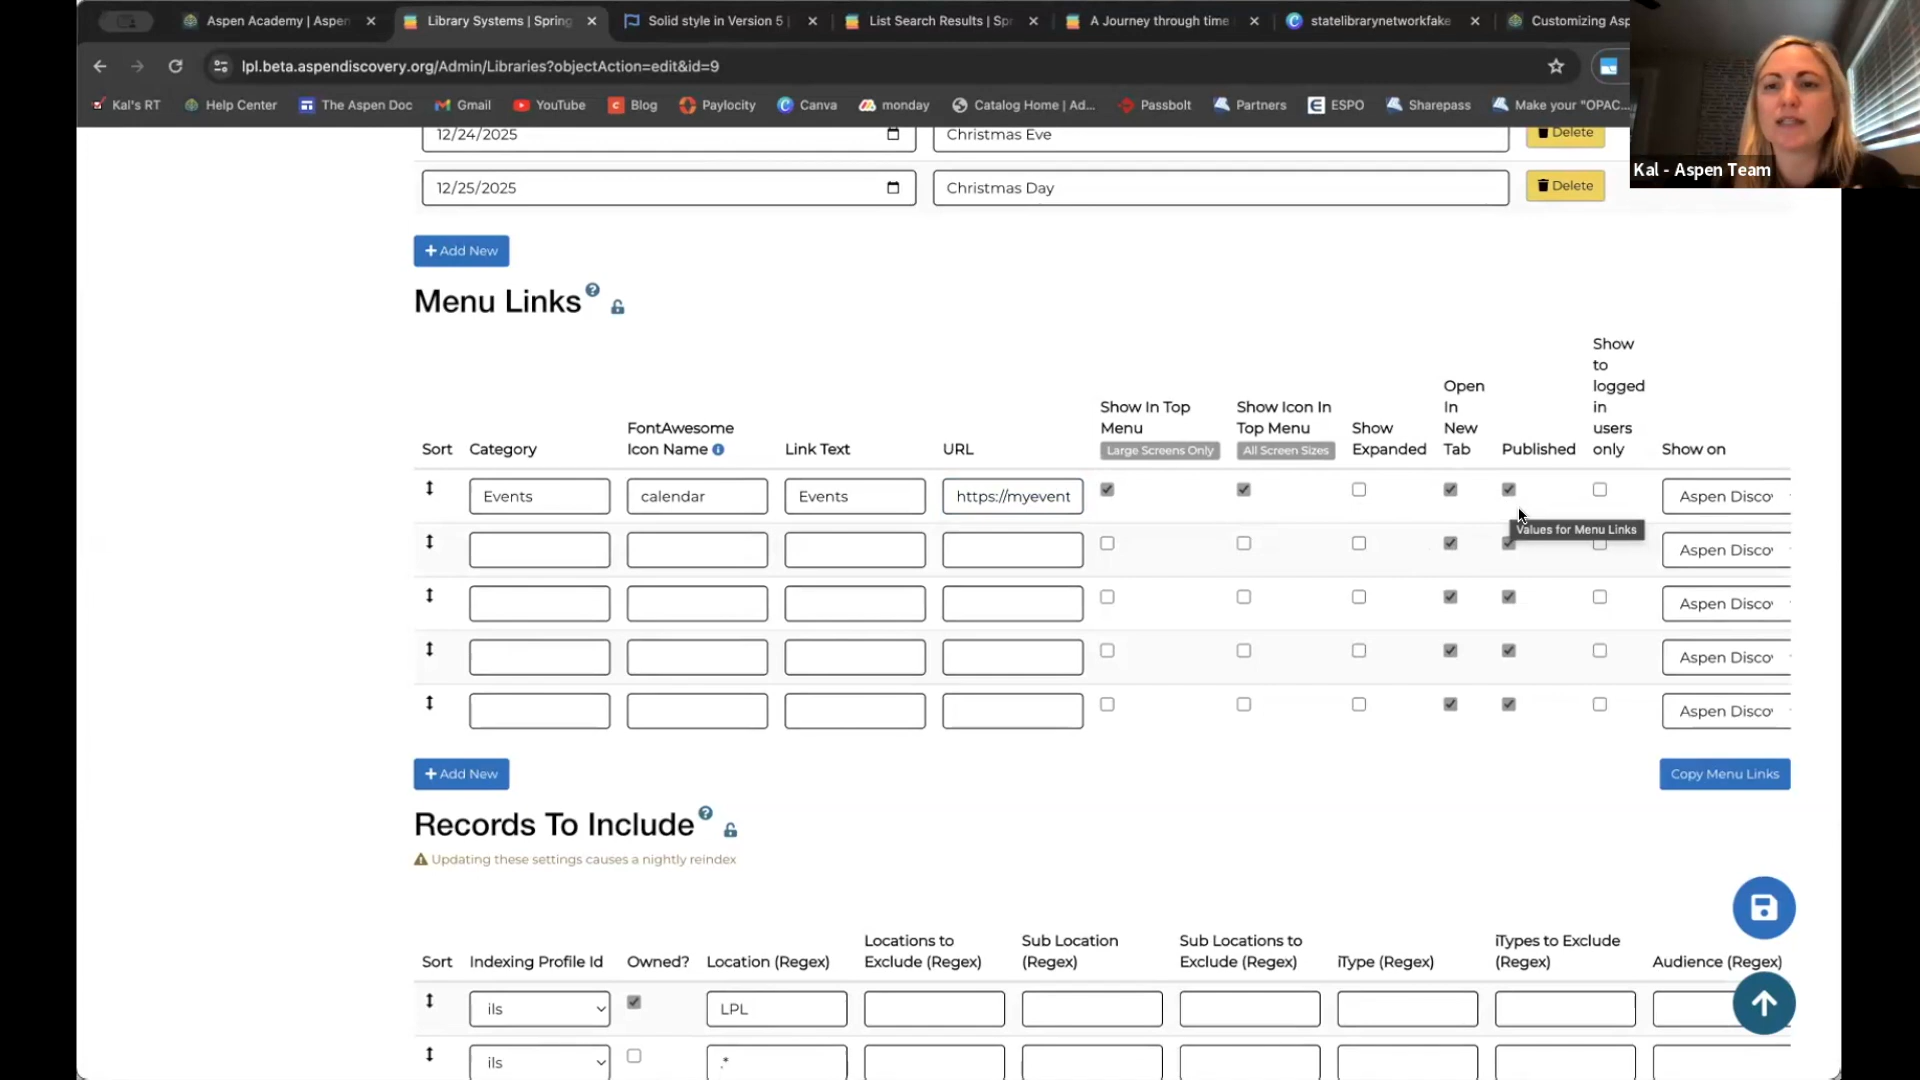 Aspen Academy | Aspen
Library Systems | Spring
Solid style in Version 5 |
List Search Results | Spr
A Journey through time
statelibrarynetworkfake
Customizing Asp
lpl.beta.aspendiscovery.org/Admin/Libraries?objectAction=edit&id=9
Kal's RT
Help Center
The Aspen Doc
Gmail
YouTube
Blog
Paylocity
Canva
monday
Catalog Home | Ad...
Passbolt
Partners
ESPO
Sharepass
Make your "OPAC...
Kal - Aspen Team
12/24/2025
Christmas Eve
Delete
12/25/2025
Christmas Day
Delete
Add New
Menu Links
Sort
Category
FontAwesome
Icon Name
Link Text
URL
Show In Top
Menu
Large Screens Only
Show Icon In
Top Menu
All Screen Sizes
Show
Expanded
Open
In
New
Tab
Published
Show
to
logged
in
users
only
Show on
Events
calendar
Events
https://myevent
Aspen Disco
Values for Menu Links
Aspen Disco
Aspen Disco
Aspen Disco
Aspen Disco
Add New
Copy Menu Links
Records To Include
Updating these settings causes a nightly reindex
Sort
Indexing Profile Id
Owned?
Location (Regex)
Locations to
Exclude (Regex)
Sub Location
(Regex)
Sub Locations to
Exclude (Regex)
iType (Regex)
iTypes to Exclude
(Regex)
Audience (Regex)
ils
LPL
ils
.*